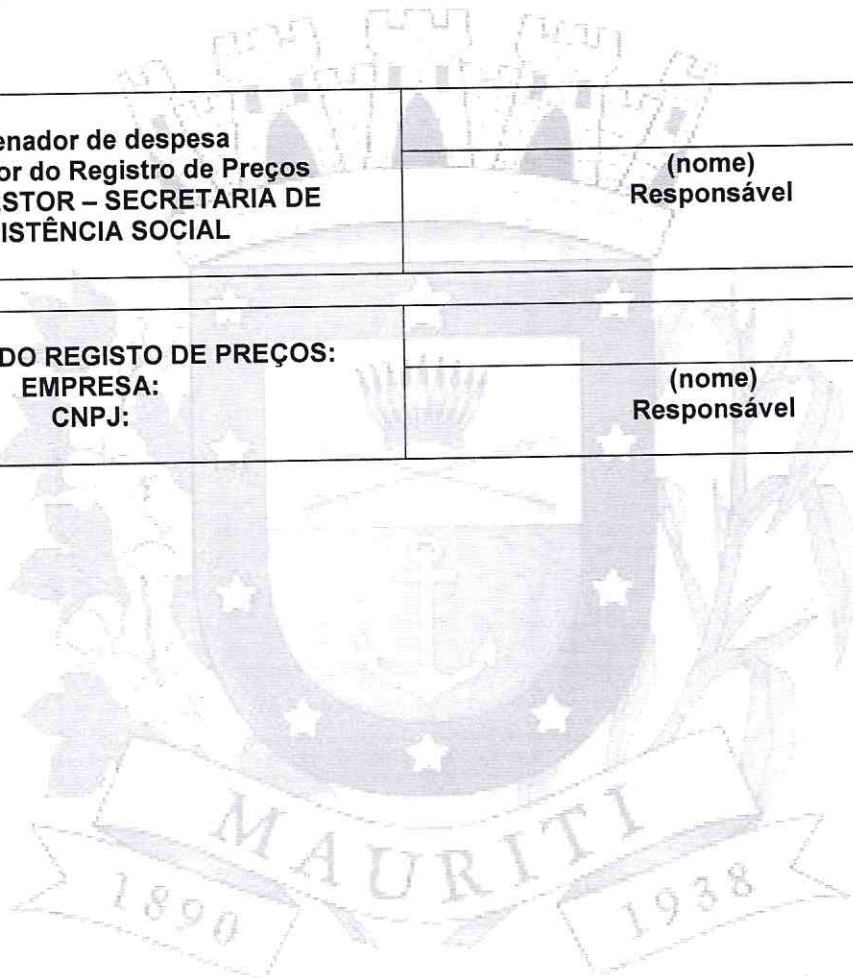 enador de despesa
or do Registro de Preços
ESTOR – SECRETARIA DE
ISTÊNCIA SOCIAL
(nome)
Responsável
DO REGISTO DE PREÇOS:
EMPRESA:
CNPJ:
(nome)
Responsável
MAURITI
1890
1938